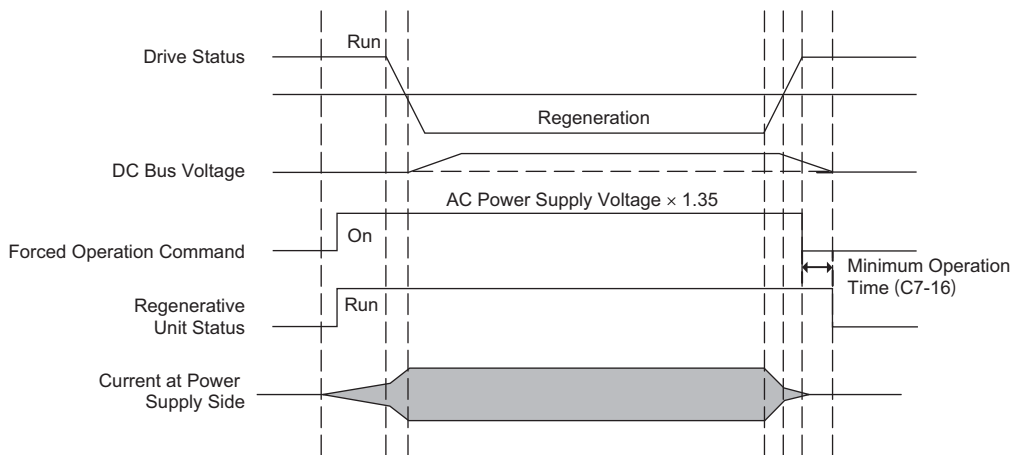 Run
Drive Status
Regeneration
DC Bus Voltage
AC Power Supply Voltage × 1.35
On
Forced Operation Command
Minimum Operation
Time (C7-16)
Run
Regenerative
Unit Status
Current at Power
Supply Side